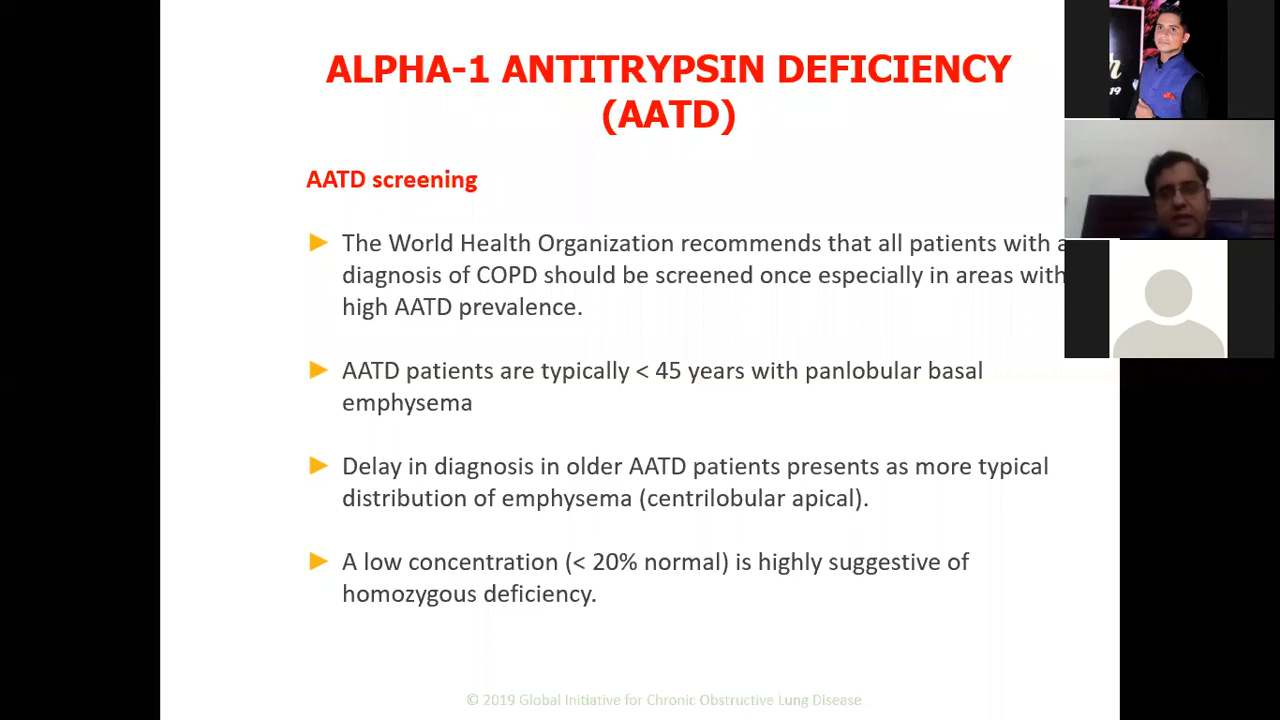 ALPHA-1 ANTITRYPSIN DEFICIENCY
(AATD)
AATD screening
The World Health Organization recommends that all patients with a
diagnosis of COPD should be screened once especially in areas with
high AATD prevalence.
AATD patients are typically < 45 years with panlobular basal
emphysema
Delay in diagnosis in older AATD patients presents as more typical
distribution of emphysema (centrilobular apical).
A low concentration (< 20% normal) is highly suggestive of
homozygous deficiency.
© 2019 Global Initiative for Chronic Obstructive Lung Disease
19